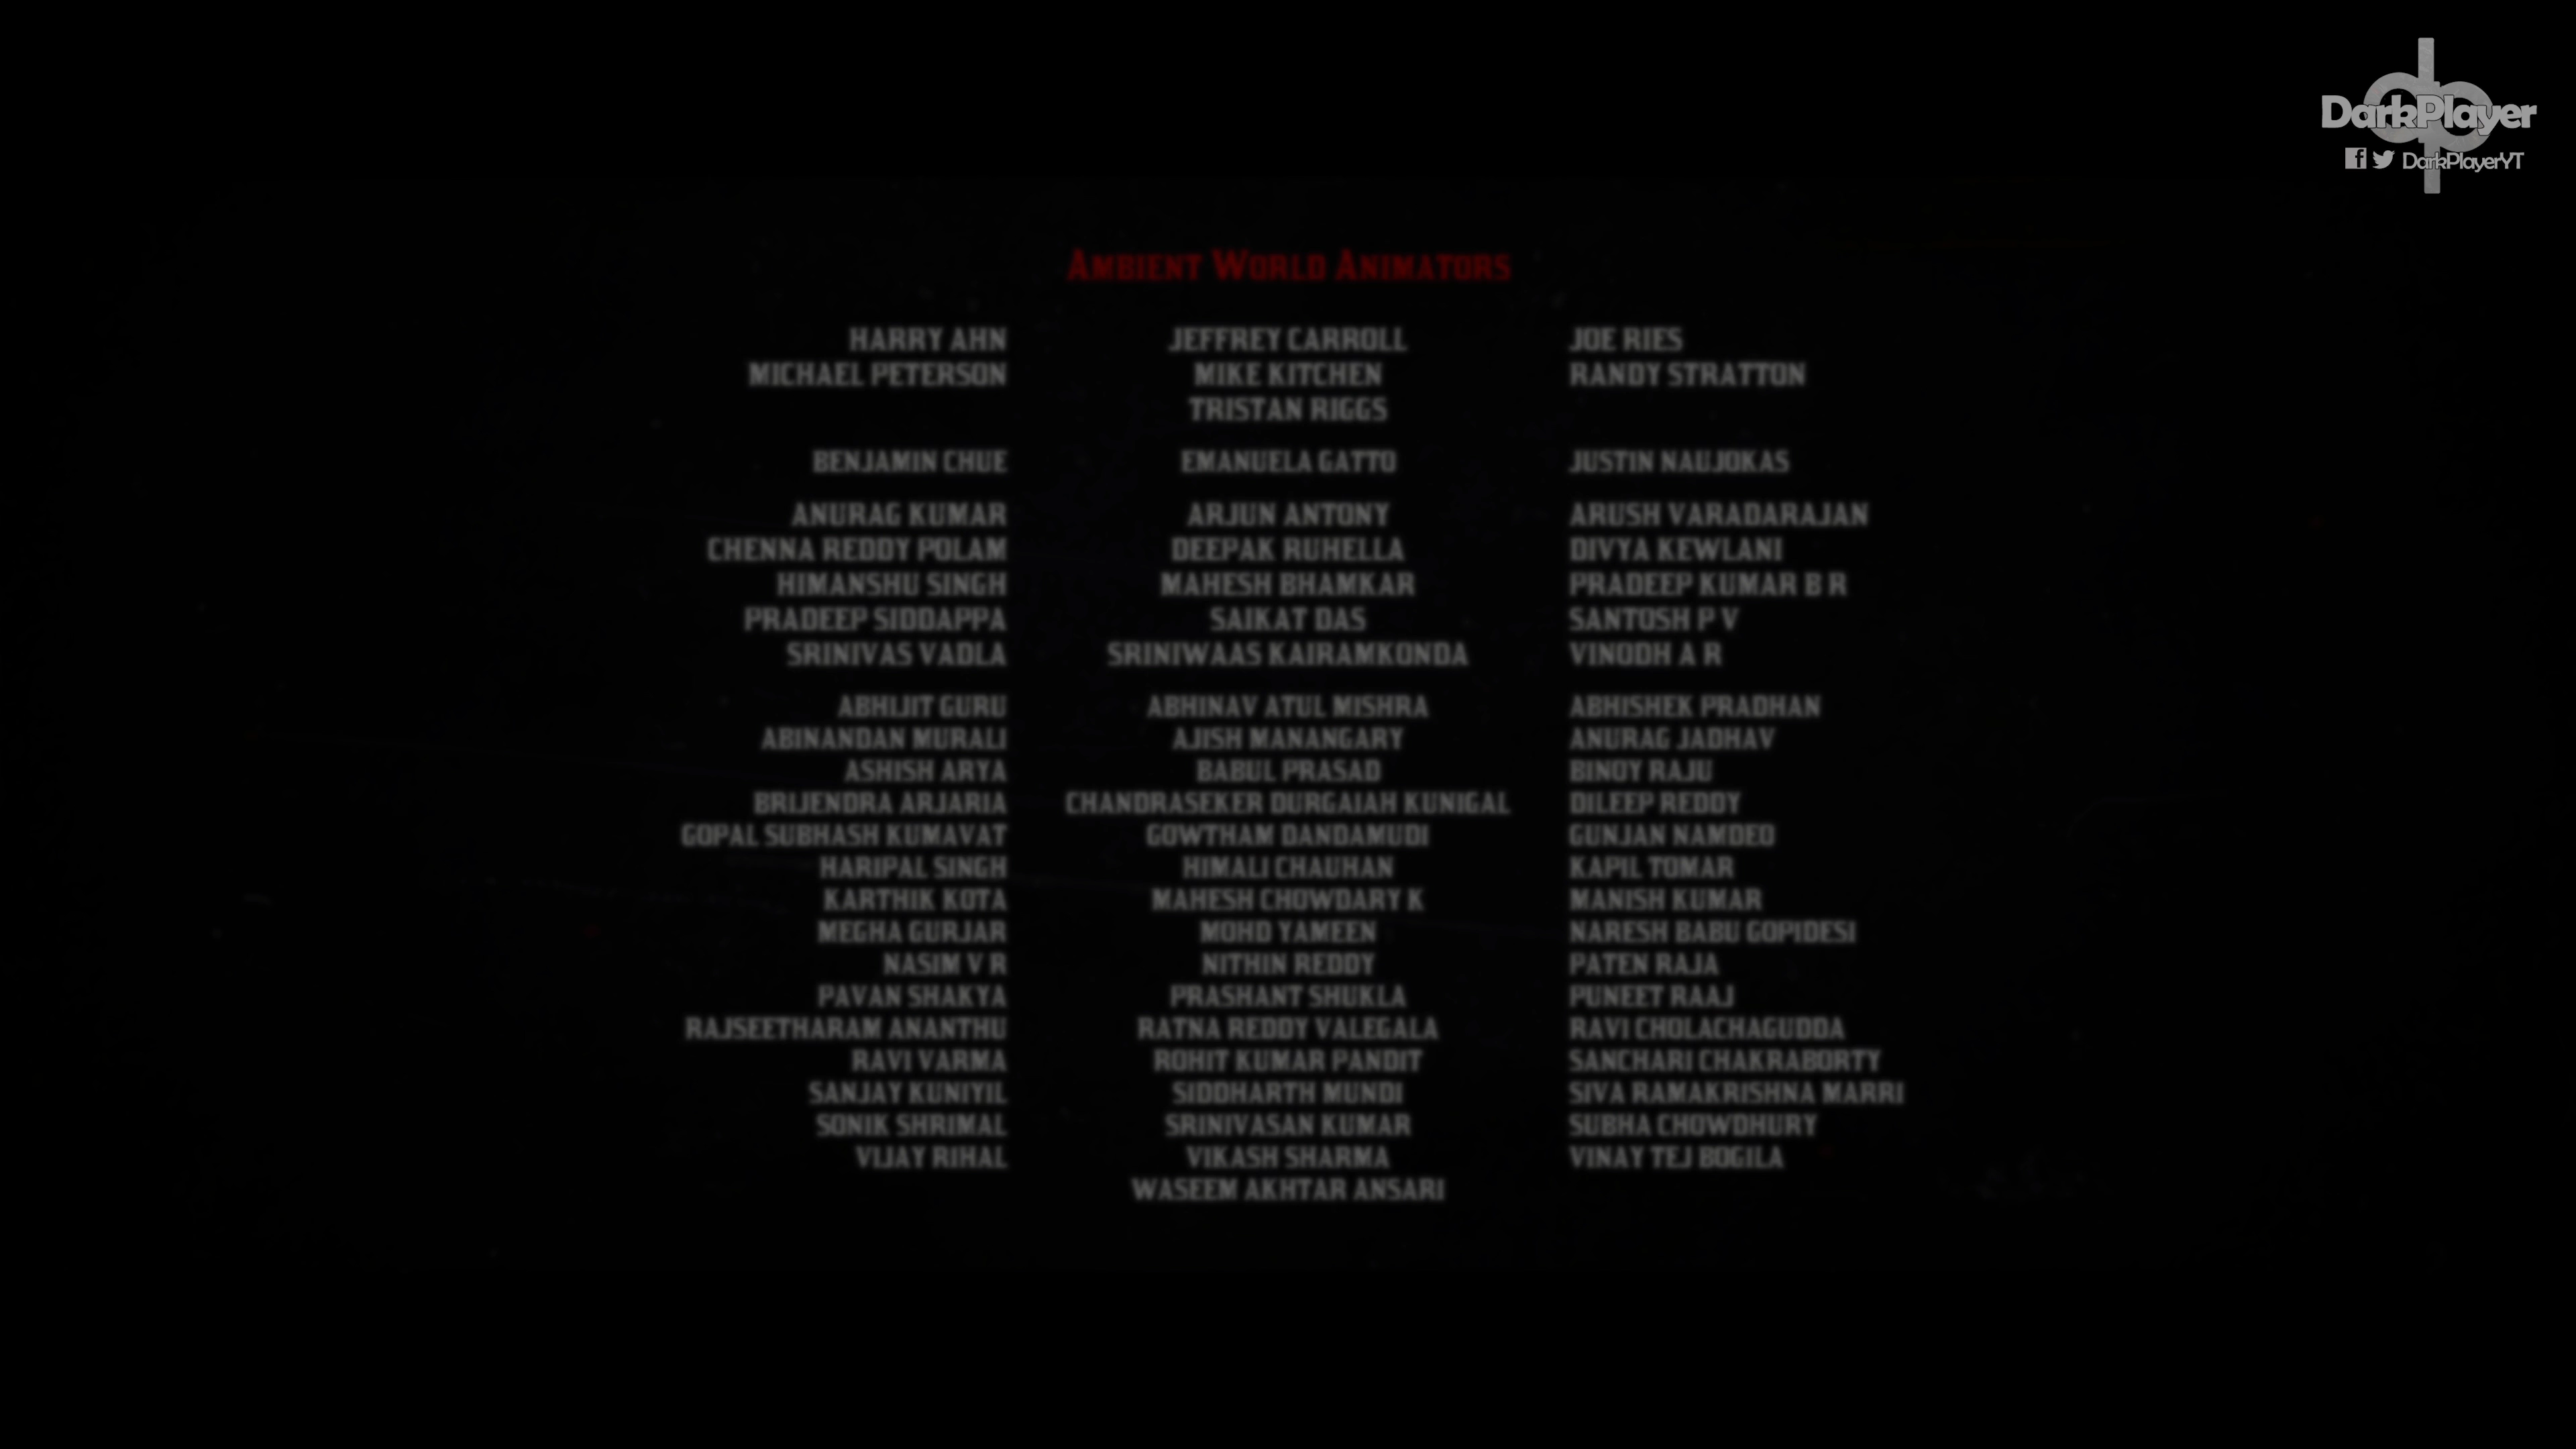 DarkPlayer
DarkPlayerYT
AMBIENT WORLD ANIMATORS
HARRY AHN JEFFREY CARROLL JOE RIES
MICHAEL PETERSON MIKE KITCHEN RANDY STRATTON
TRISTAN RIGGS
BENJAMIN CHUE EMANUELA GATTO JUSTIN NAUJOKAS
ANURAG KUMAR ARJUN ANTONY ARUSH VARADARAJAN
CHENNA REDDY POLAM DEEPAK RUHELLA DIVYA KEWLANI
HIMANSHU SINGH MAHESH BHAMKAR PRADEEP KUMAR B R
PRADEEP SIDDAPPA SAIKAT DAS SANTOSH P V
SRINIVAS VADLA SRINIWAAS KAIRAMKONDA VINODH A R
ABHIJIT GURU ABHINAV ATUL MISHRA ABHISHEK PRADHAN
ABINANDAN MURALI AJISH MANANGARY ANURAG JADHAV
ASHISH ARYA BABUL PRASAD BINOY RAJU
BRIJENDRA ARJARIA CHANDRASEKER DURGAIAH KUNIGAL DILEEP REDDY
GOPAL SUBHASH KUMAVAT GOWTHAM DANDAMUDI GUNJAN NAMDEO
HARIPAL SINGH HIMALI CHAUHAN KAPIL TOMAR
KARTHIK KOTA MAHESH CHOWDARY K MANISH KUMAR
MEGHA GURJAR MOHD YAMEEN NARESH BABU GOPIDESI
NASIM V R NITHIN REDDY PATEN RAJA
PAVAN SHAKYA PRASHANT SHUKLA PUNEET RAAJ
RAJSEETHARAM ANANTHU RATNA REDDY VALEGALA RAVI CHOLACHAGUDDA
RAVI VARMA ROHIT KUMAR PANDIT SANCHARI CHAKRABORTY
SANJAY KUNIYIL SIDDHARTH MUNDI SIVA RAMAKRISHNA MARRI
SONIK SHRIMAL SRINIVASAN KUMAR SUBHA CHOWDHURY
VIJAY RIHAL VIKASH SHARMA VINAY TEJ BOGILA
WASEEM AKHTAR ANSARI